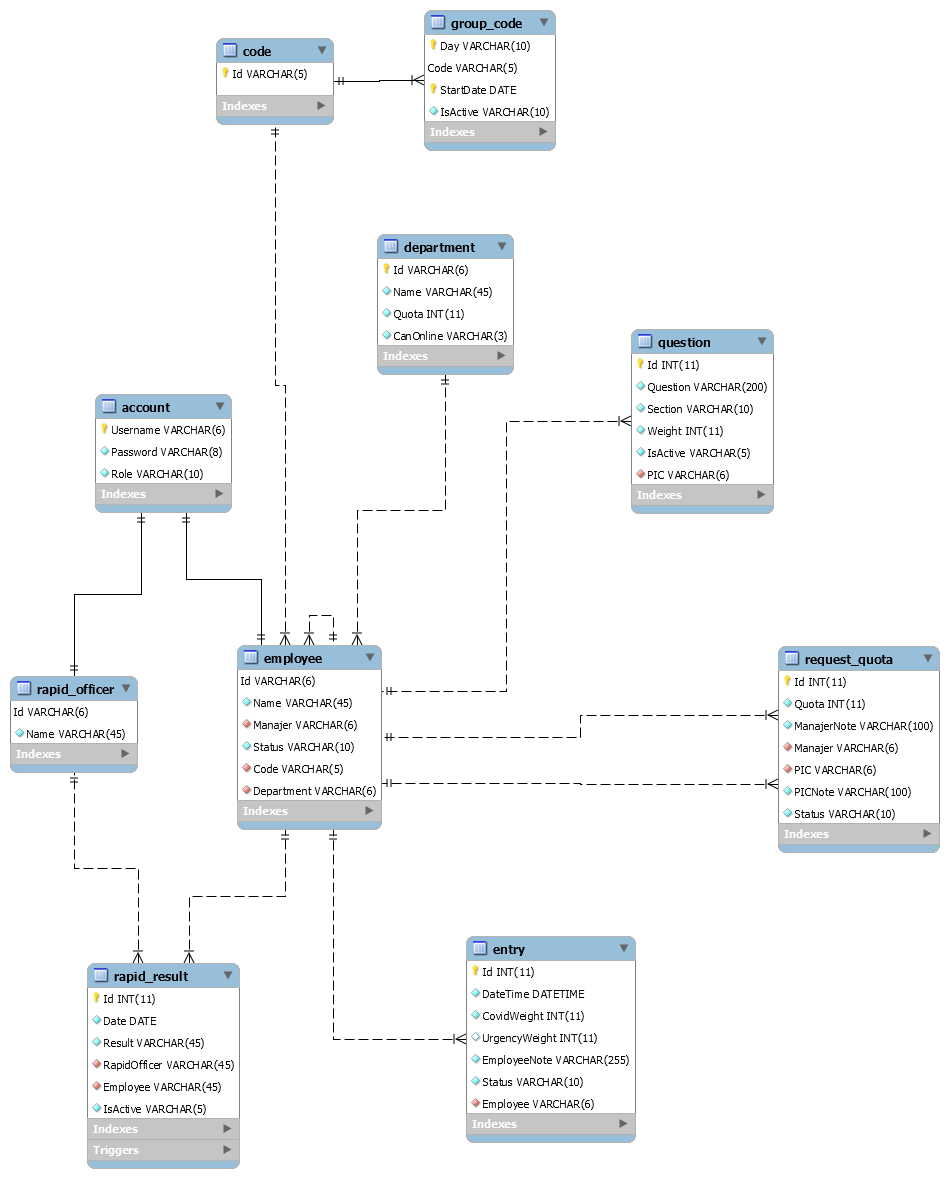 group_code
Day VARCHAR(10)
Code VARCHAR(5)
StartDate DATE
IsActive VARCHAR(10)
Indexes
code
Id VARCHAR(5)
Indexes
department
Id VARCHAR(6)
Name VARCHAR(45)
Quota INT(11)
CanOnline VARCHAR(3)
Indexes
question
Id INT(11)
Question VARCHAR(200)
Section VARCHAR(10)
Weight INT(11)
IsActive VARCHAR(5)
PIC VARCHAR(6)
Indexes
account
Username VARCHAR(6)
Password VARCHAR(8)
Role VARCHAR(10)
Indexes
employee
Id VARCHAR(6)
Name VARCHAR(45)
Manajer VARCHAR(6)
Status VARCHAR(10)
Code VARCHAR(5)
Department VARCHAR(6)
Indexes
request_quota
Id INT(11)
Quota INT(11)
ManajerNote VARCHAR(100)
Manajer VARCHAR(6)
PIC VARCHAR(6)
PICNote VARCHAR(100)
Status VARCHAR(10)
Indexes
rapid_officer
Id VARCHAR(6)
Name VARCHAR(45)
Indexes
entry
Id INT(11)
DateTime DATETIME
CovidWeight INT(11)
UrgencyWeight INT(11)
EmployeeNote VARCHAR(255)
Status VARCHAR(10)
Employee VARCHAR(6)
Indexes
rapid_result
Id INT(11)
Date DATE
Result VARCHAR(45)
RapidOfficer VARCHAR(45)
Employee VARCHAR(45)
IsActive VARCHAR(5)
Indexes
Triggers